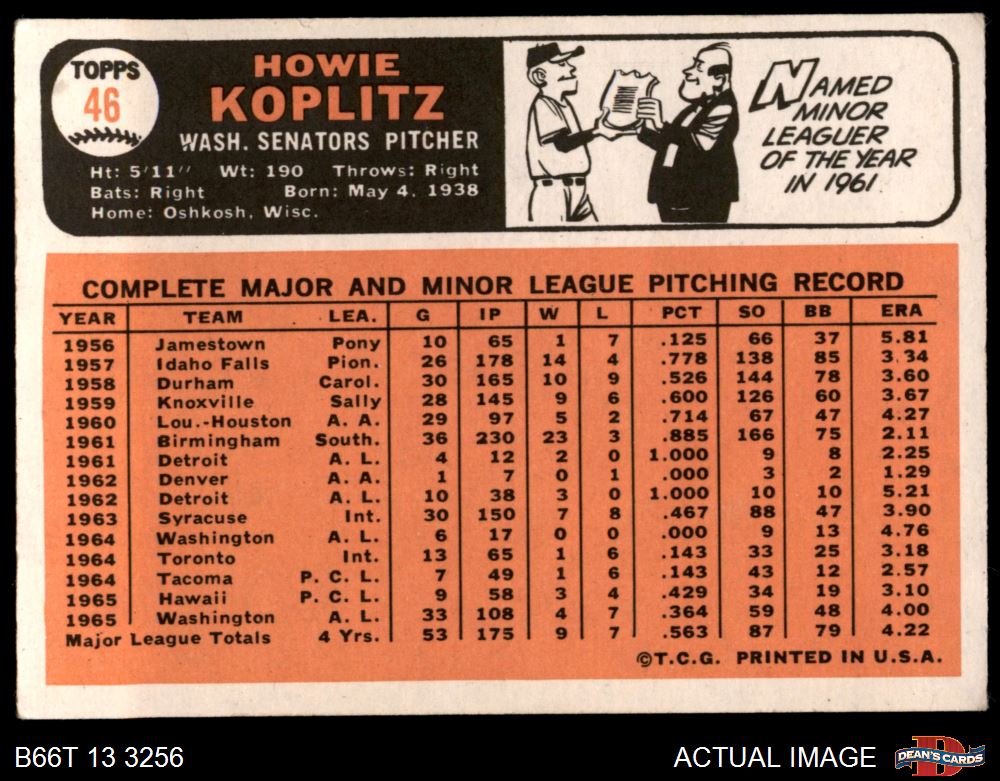 TOPPS
46
HOWIE
KOPLITZ
WASH. SENATORS PITCHER
Ht: 5'11" Wt: 190 Throws: Right
Bats: Right Born: May 4, 1938
Home: Oshkosh, Wisc.
NAMED
MINOR
LEAGUER
OF THE YEAR
IN 1961
COMPLETE MAJOR AND MINOR LEAGUE PITCHING RECORD
YEAR TEAM LEA. G IP W L PCT SO BB ERA
1956 Jamestown Pony 10 65 1 7 .125 66 37 5.81
1957 Idaho Falls Pion. 26 178 14 4 .778 138 85 3.34
1958 Durham Carol. 30 165 10 9 .526 144 78 3.60
1959 Knoxville Sally 28 145 9 6 .600 126 60 3.67
1960 Lou.-Houston A. A. 29 97 5 2 .714 67 47 4.27
1961 Birmingham South. 36 230 23 3 .885 166 75 2.11
1961 Detroit A. L. 4 12 2 0 1.000 9 8 2.25
1962 Denver A. A. 1 7 0 1 .000 3 2 1.29
1962 Detroit A. L. 10 38 3 0 1.000 10 10 5.21
1963 Syracuse Int. 30 150 7 8 .467 88 47 3.90
1964 Washington A. L. 6 17 0 0 .000 9 13 4.76
1964 Toronto Int. 13 65 1 6 .143 33 25 3.18
1964 Tacoma P. C. L. 7 49 1 6 .143 43 12 2.57
1965 Hawaii P. C. L. 9 58 3 4 .429 34 19 3.10
1965 Washington A. L. 33 108 4 7 .364 59 48 4.00
Major League Totals 4 Yrs. 53 175 9 7 .563 87 79 4.22
©T.C.G. PRINTED IN U.S.A.
B66T 13 3256
ACTUAL IMAGE
D
DEAN'S CARDS